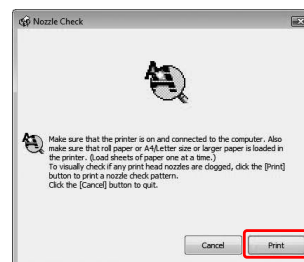 Nozzle Check
Make sure that the printer is on and connected to the computer. Also
make sure that roll paper or A4/Letter size or larger paper is loaded in
the printer. (Load sheets of paper one at a time.)
To visually check if any print head nozzles are clogged, click the [Print]
button to print a nozzle check pattern.
Click the [Cancel] button to quit.
Cancel
Print